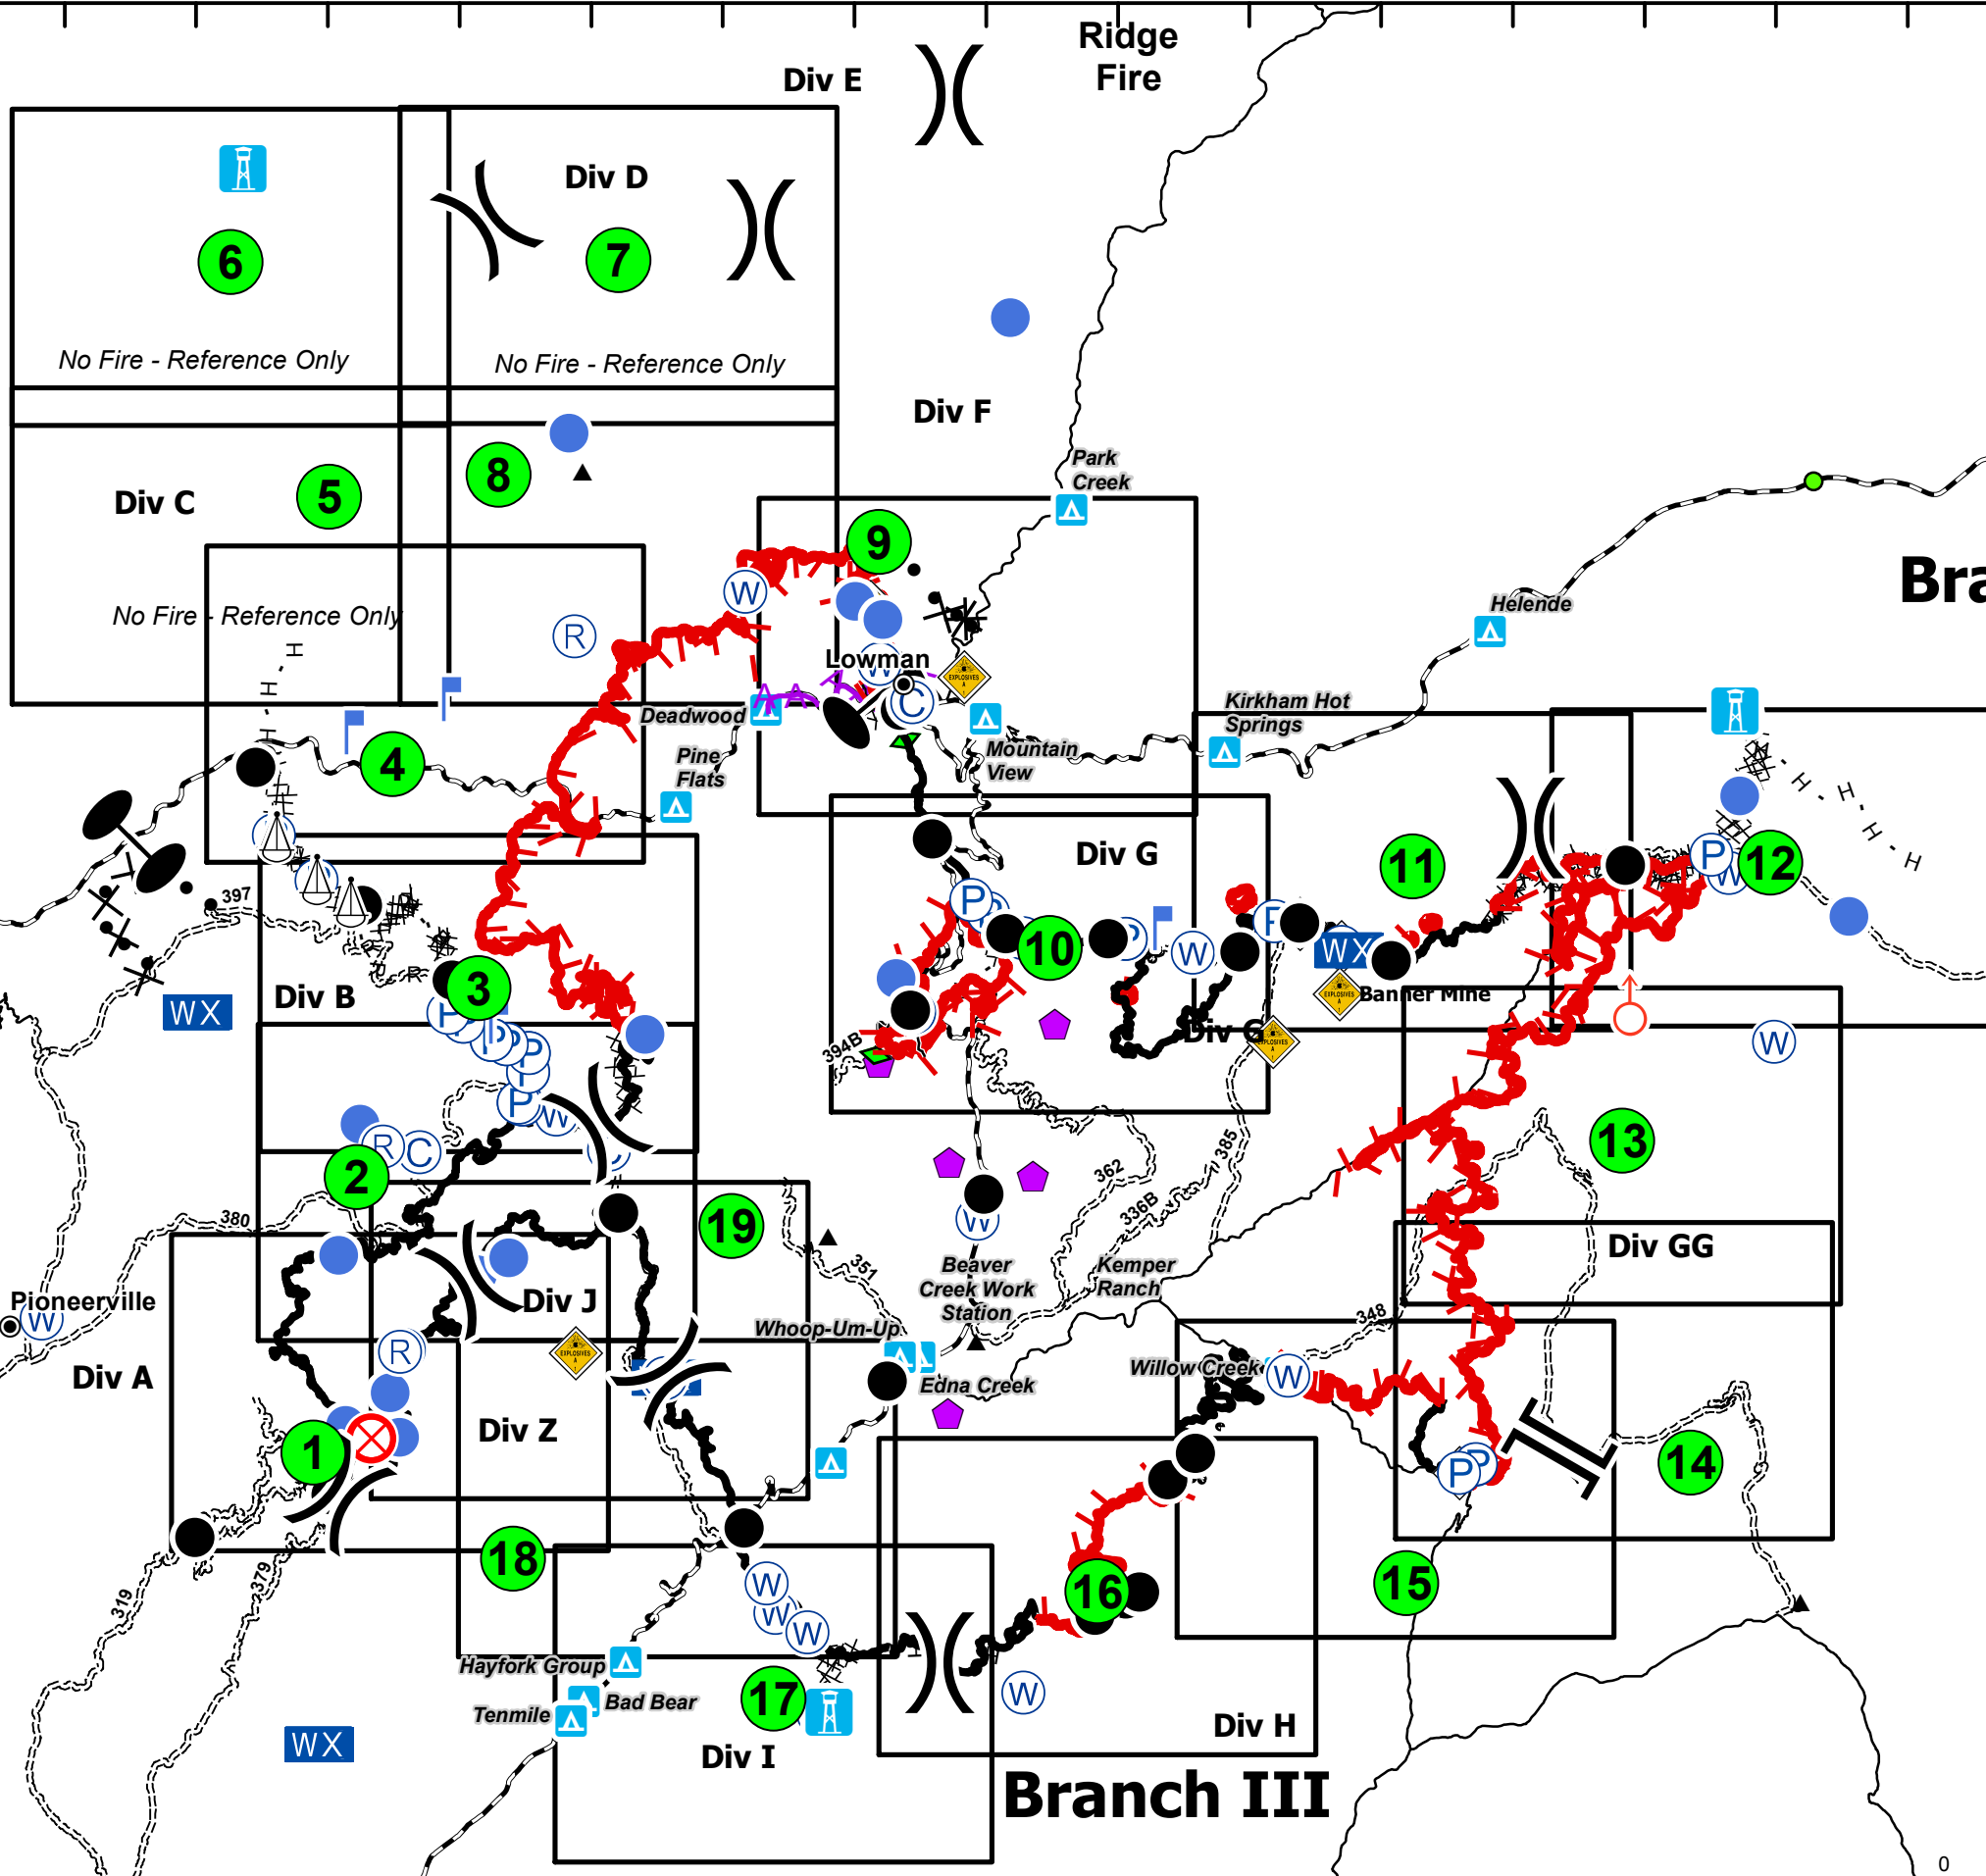 Ridge
Fire
Div E
Div D
6
7
No Fire - Reference Only
No Fire - Reference Only
Div F
Park
Creek
8
5
Div C
9
Bra
Helende
No Fire - Reference Only
H
R
W
H
Lowman
W
EXPLOSIVES
A
A
A
A
C
Kirkham Hot
Springs
Deadwood
H
Mountain
View
Pine
Flats
4
H
H
H
H
H
Div G
11
P
12
W
397
P
10
P
W
P
WX
R
R
R
3
Div B
WX
EXPLOSIVES
Banner Mine
Div G
EXPLOSIVES
394B
W
P
P
P
P
P
P
P
W
R
C
2
13
385
362
336B
380
19
W
Div GG
351
Beaver
Creek Work
Station
Kemper
Ranch
Pioneerville
W
Div J
348
Whoop-Um-Up
EXPLOSIVES
R
Willow Creek
W
Div A
Edna Creek
Div Z
1
14
P
P
18
15
16
W
W
W
379
319
Hayfork Group
Bad Bear
Tenmile
17
W
WX
Div I
Div H
Branch III
0